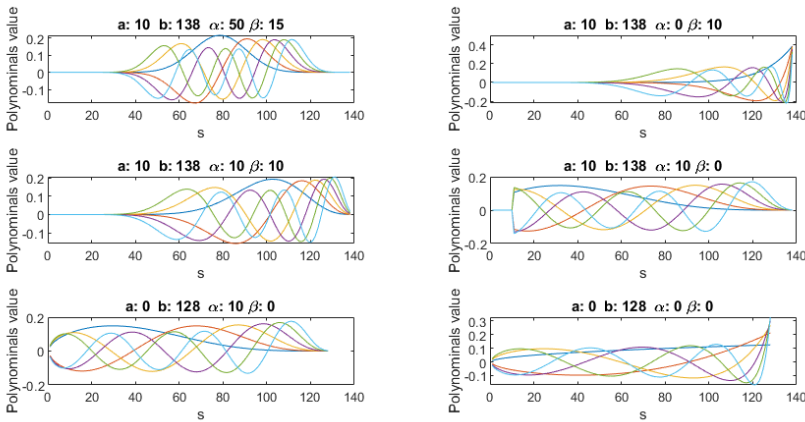 a: 10 b: 138 α: 50 β: 15
Polynominals value
0.2
0.1
0
-0.1
0 20 40 60 80 100 120 140
s
a: 10 b: 138 α: 0 β: 10
Polynominals value
0.4
0.2
0
-0.2
0 20 40 60 80 100 120 140
s
a: 10 b: 138 α: 10 β: 10
Polynominals value
0.2
0.1
0
-0.1
0 20 40 60 80 100 120 140
s
a: 10 b: 138 α: 10 β: 0
Polynominals value
0.2
0
-0.2
0 20 40 60 80 100 120 140
s
a: 0 b: 128 α: 10 β: 0
Polynominals value
0.2
0
-0.2
0 20 40 60 80 100 120 140
s
a: 0 b: 128 α: 0 β: 0
Polynominals value
0.3
0.2
0.1
0
-0.1
0 20 40 60 80 100 120 140
s